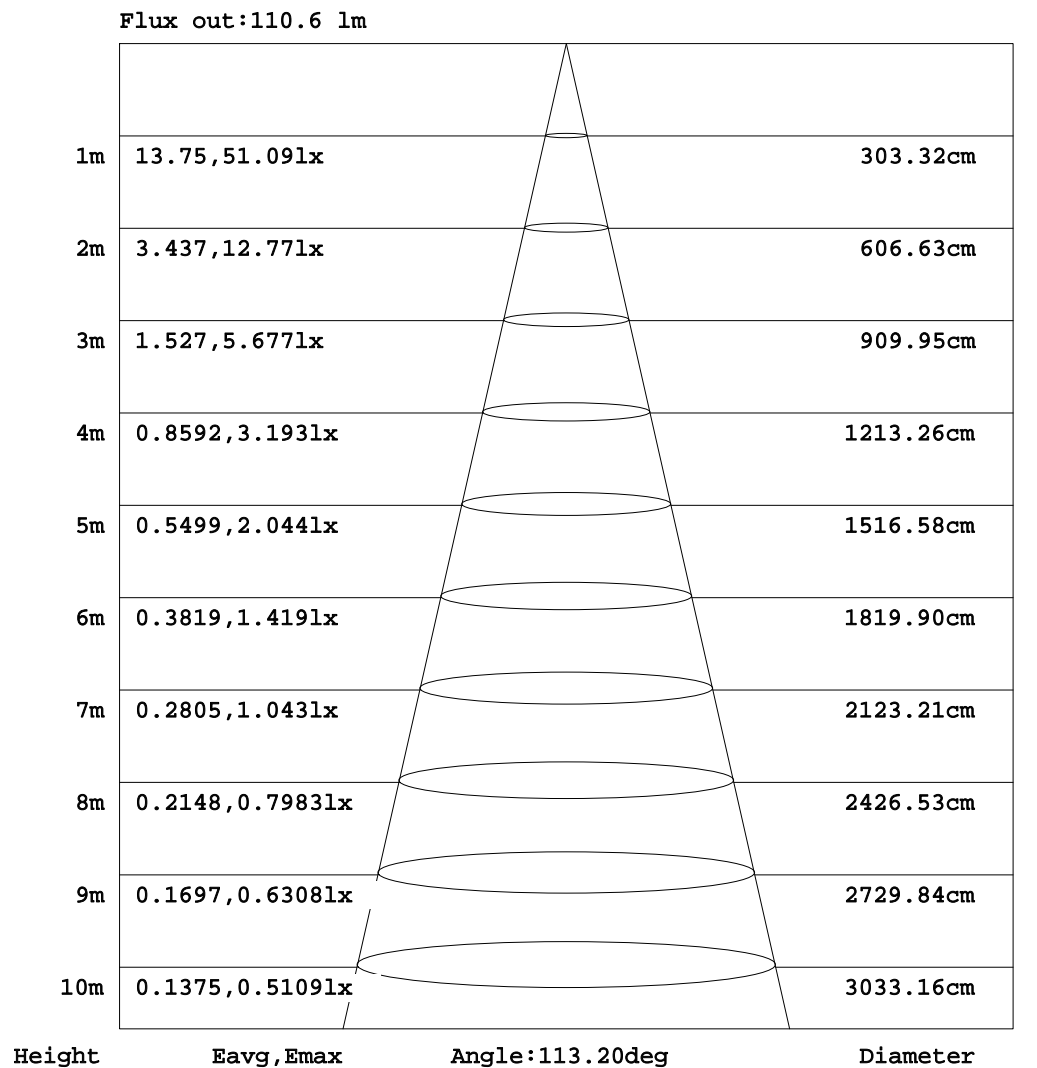 Flux out:110.6 lm
1m 13.75,51.09lx 303.32cm
2m 3.437,12.77lx 606.63cm
3m 1.527,5.677lx 909.95cm
4m 0.8592,3.193lx 1213.26cm
5m 0.5499,2.044lx 1516.58cm
6m 0.3819,1.419lx 1819.90cm
7m 0.2805,1.043lx 2123.21cm
8m 0.2148,0.7983lx 2426.53cm
9m 0.1697,0.6308lx 2729.84cm
10m 0.1375,0.5109lx 3033.16cm
Height Eavg,Emax Angle:113.20deg Diameter